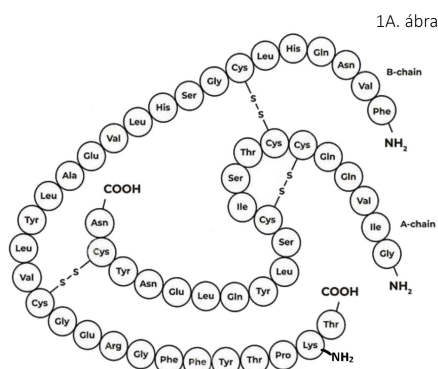 1A. ábra
B-chain
NH2
Phe
Val
Asn
Gln
His
Leu
Cys
Gly
Ser
His
Leu
Val
Glu
Ala
Leu
Tyr
Leu
Val
Cys
Gly
Glu
Arg
Gly
Phe
Phe
Tyr
Thr
Pro
Lys
NH2
Thr
COOH
S
S
A-chain
NH2
Gly
Ile
Val
Gln
Gln
Cys
Cys
Thr
Ser
Ile
Cys
S
S
Ser
Leu
Tyr
Gln
Leu
Glu
Asn
Tyr
Cys
S
S
Asn
COOH